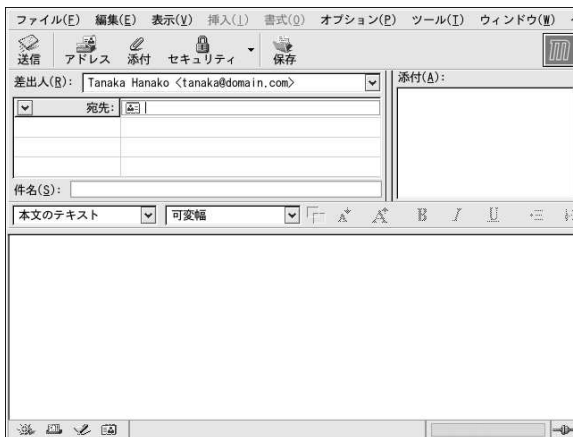 ファイル(F) 編集(E) 表示(V) 挿入(I) 書式(O) オプション(P) ツール(T) ウィンドウ(W)
送信 アドレス 添付 セキュリティ 保存
差出人(R): Tanaka Hanako <tanaka@domain.com>
添付(A):
宛先:
件名(S):
本文のテキスト 可変幅
A A B I U